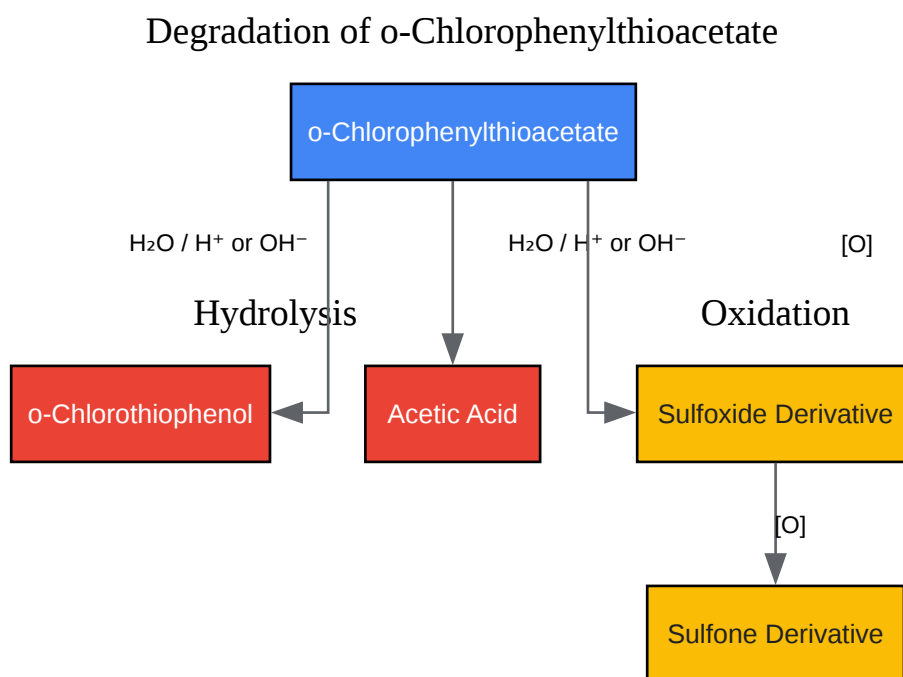 Degradation of o-Chlorophenylthioacetate
o-Chlorophenylthioacetate
H₂O / H⁺ or OH⁻
H₂O / H⁺ or OH⁻
[O]
Hydrolysis
Oxidation
o-Chlorothiophenol
Acetic Acid
Sulfoxide Derivative
[O]
Sulfone Derivative